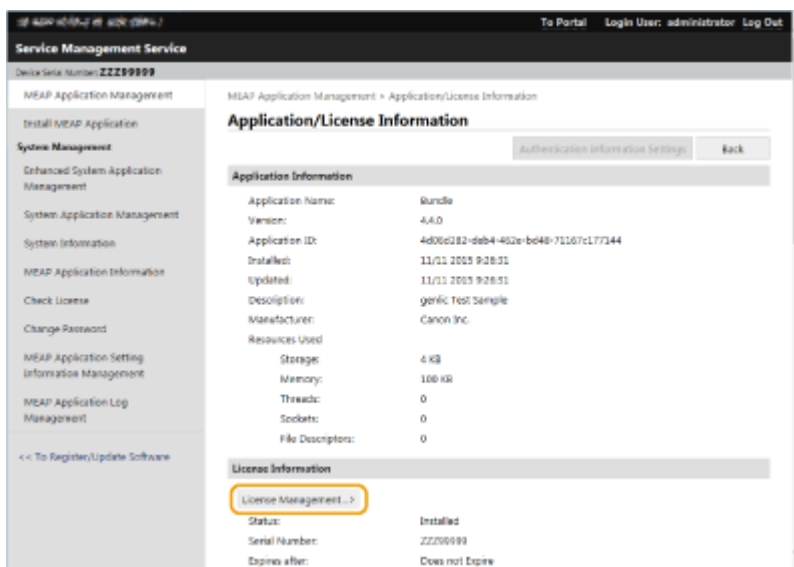 To Portal Login User: administrator Log Out
Service Management Service
Device Serial Number: ZZZ99999
MEAP Application Management
Install MEAP Application
System Management
Enhanced System Application
Management
System Application Management
System Information
MEAP Application Information
Check License
Change Password
MEAP Application Setting
Information Management
MEAP Application Log
Management
<< To Register/Update Software
MEAP Application Management > Application/License Information
Application/License Information
Authentication Information Settings Back
Application Information
Application Name: Bundle
Version: 4.4.0
Application ID:
Installed: 11/11 2015 9:28:51
Updated: 11/11 2015 9:28:51
Description: genlic Test Sample
Manufacturer: Canon Inc.
Resources Used
Storage: 4 KB
Memory: 100 KB
Threads: 0
Sockets: 0
File Descriptors: 0
License Information
License Management...>
Status: Installed
Serial Number: ZZZ99999
Expires after: Does not Expire